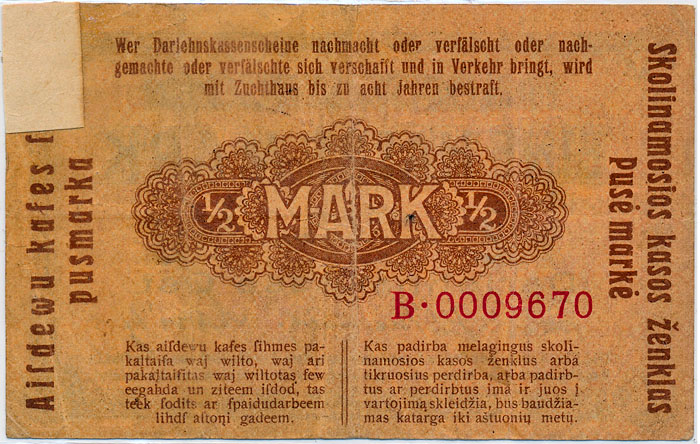 Wer Darlehnskassenscheine nachmacht oder verfälscht oder nach-
gemachte oder verfälschte sich verschafft und in Verkehr bringt, wird
mit Zuchthaus bis zu acht Jahren bestraft.
Aiſdewu kaſes
pusmarka
½ MARK ½
Skolinamosios kasos ženklas
Pusė markė
B·0009670
Kas aiſdewu kaſes ſihmes pa-
kaltaiſa waj wilto, waj ari
pakaļtaiſitas waj wiltotas ſew
eegahda un ziteem iſdod, tas
teek ſodits ar ſpaidudarbeem
lihdſ aſtoņi gadeem.
Kas padirba melagingus skoli-
namosios kasos ženklus arba
tikruosius perdirba, arba padirb-
tus ar perdirbtus ima ir juos į
vartojimą skleidžia, bus baudžia-
mas katarga iki aštuonių metų.